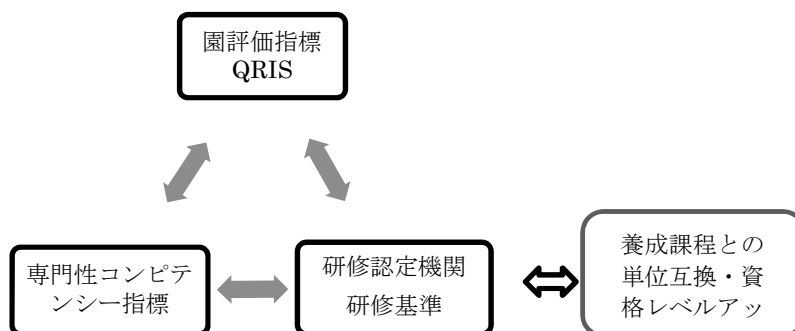 園評価指標
QRIS
専門性コンピテ
ンシー指標
研修認定機関
研修基準
養成課程との
単位互換・資
格レベルアッ